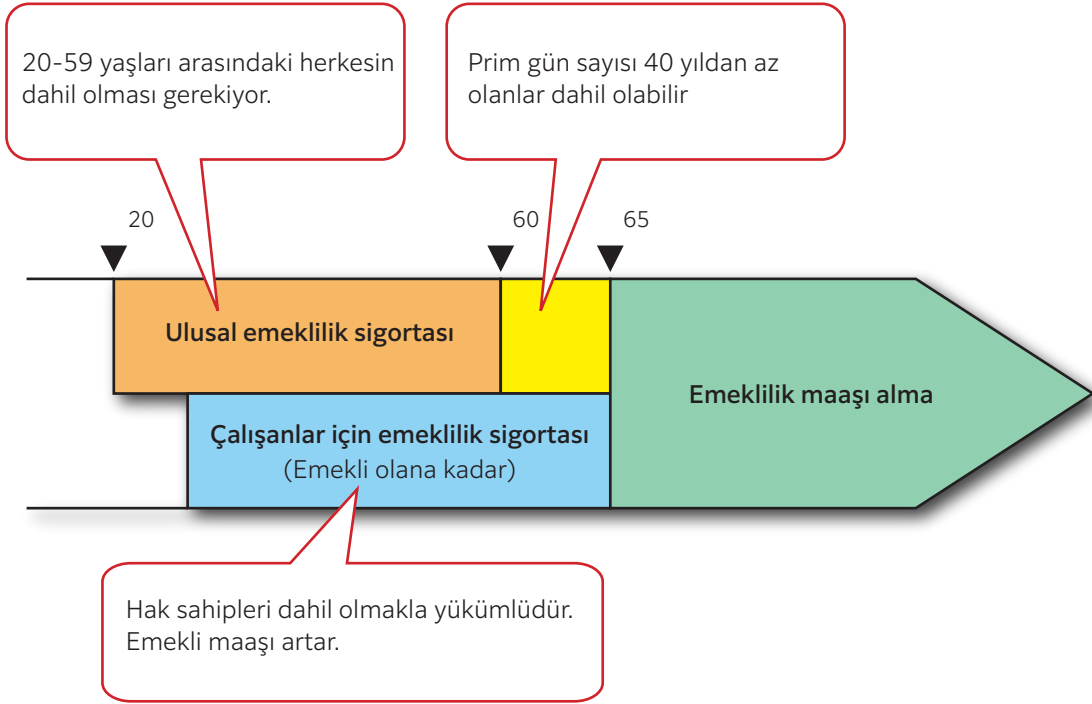 20-59 yaşları arasındaki herkesin
dahil olması gerekiyor.
Prim gün sayısı 40 yıldan az
olanlar dahil olabilir
20
60
65
Ulusal emeklilik sigortası
Emeklilik maaşı alma
Çalışanlar için emeklilik sigortası
(Emekli olana kadar)
Hak sahipleri dahil olmakla yükümlüdür.
Emekli maaşı artar.